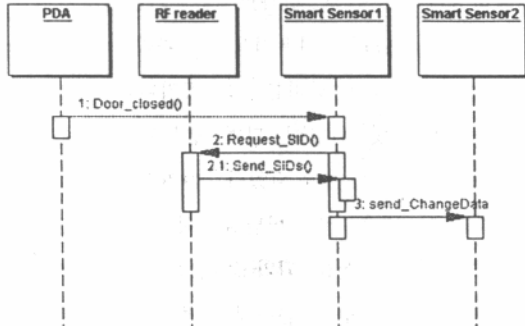 PDA RF reader Smart Sensor1 Smart Sensor2
1: Door_closed()
2: Request_SID()
2.1: Send_SIDs()
3: send_ChangeData